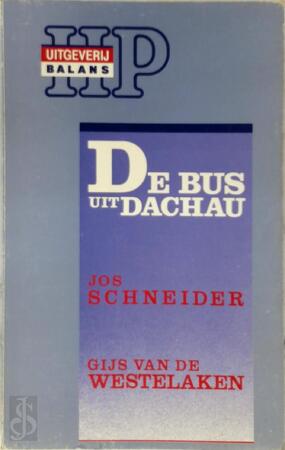 HP
UITGEVERIJ
BALANS
DE BUS
UIT DACHAU
JOS
SCHNEIDER
GIJS VAN DE
WESTELAKEN